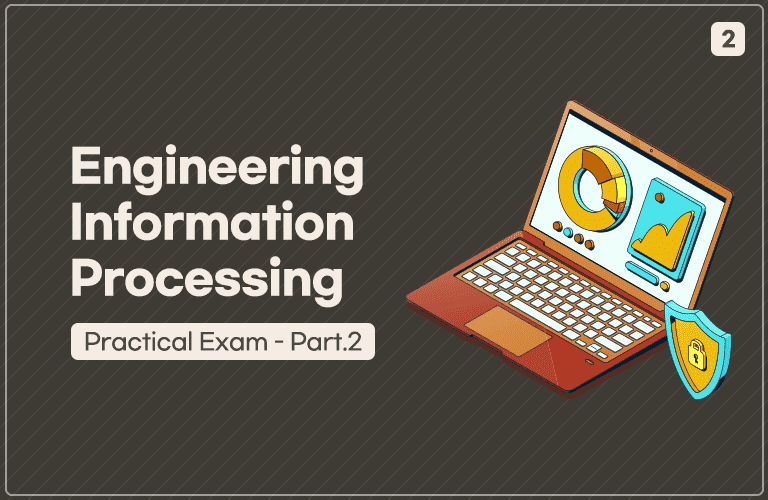 2
Engineering
Information
Processing
Practical Exam - Part.2